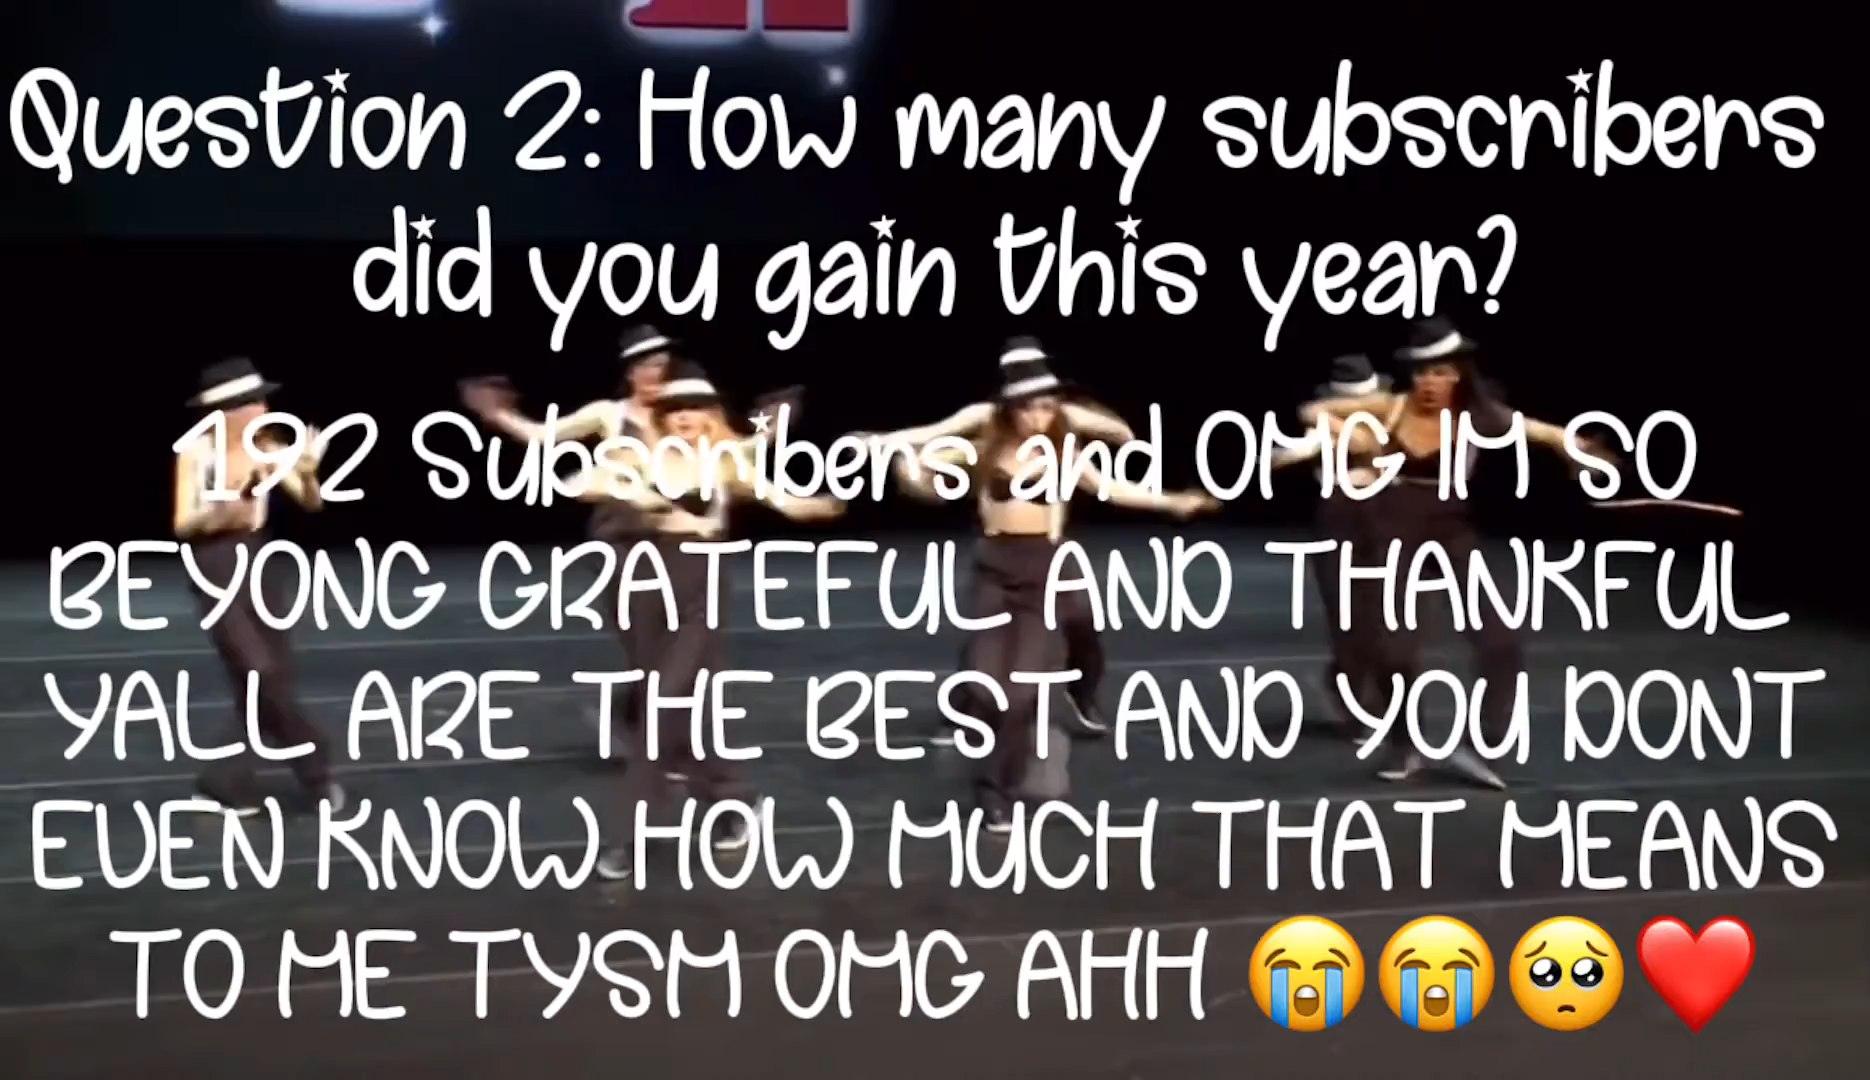 Question 2: How many subscribers
did you gain this year?
192 Subscribers and OMG IM SO
BEYONG GRATEFUL AND THANKFUL
YALL ARE THE BEST AND YOU DONT
EVEN KNOW HOW MUCH THAT MEANS
TO ME TYSM OMG AHH 😭😭🥺❤️